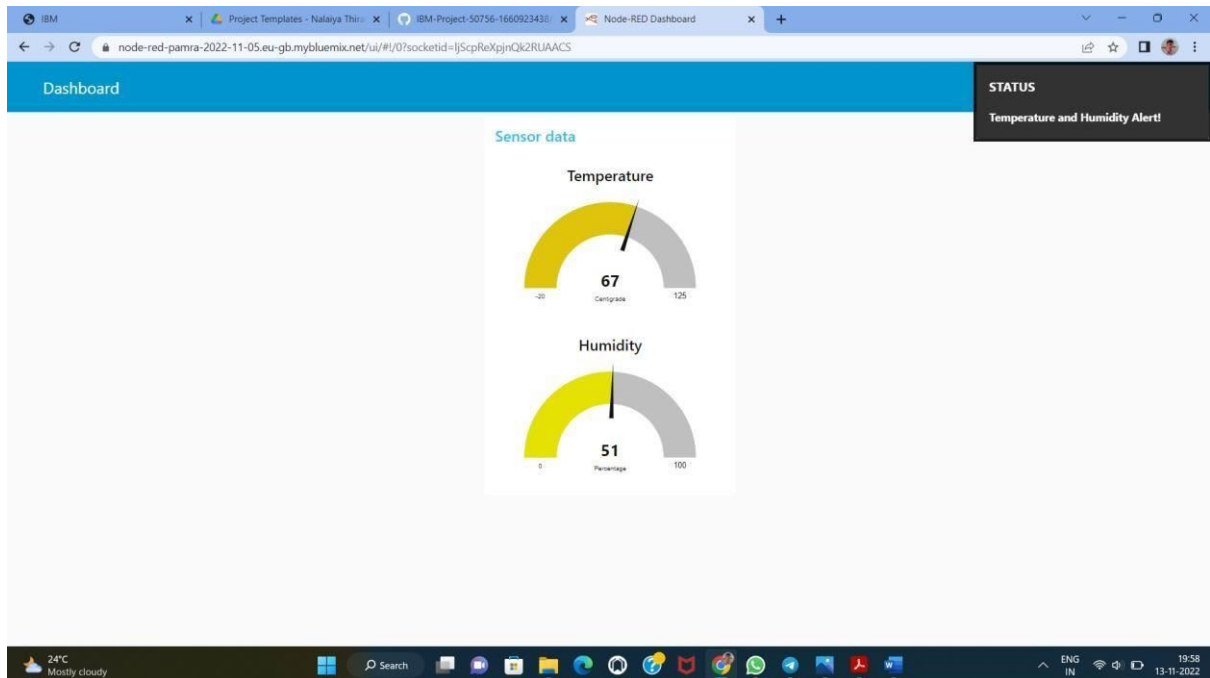 IBM
Project Templates - Nalaiya Thira
IBM-Project-50756-1660923438/
Node-RED Dashboard
node-red-pamra-2022-11-05.eu-gb.mybluemix.net/ui/#!/0?socketid=ljScpReXpjnQk2RUAACS
Dashboard
STATUS
Temperature and Humidity Alert!
Sensor data
Temperature
67
-20 Centigrade 125
Humidity
51
0 Percentage 100
24°C
Mostly cloudy
Search
ENG
IN
19:58
13-11-2022